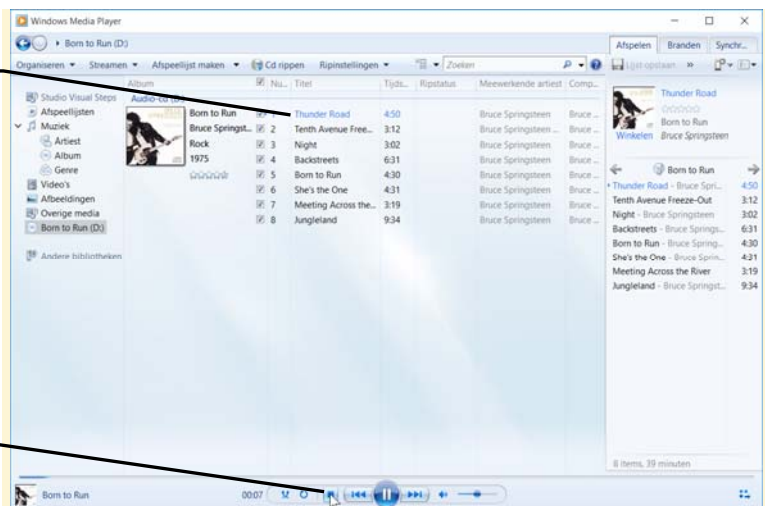 Windows Media Player
Born to Run (D:)
Afspelen Branden Synchr...
Organiseren Streamen Afspeellijst maken Cd rippen Ripinstellingen Zoeken
Lijst opslaan »
Album Nu... Titel Tijds... Ripstatus Meewerkende artiest Comp...
Studio Visual Steps
Afspeellijsten
Muziek
Artiest
Album
Genre
Video's
Afbeeldingen
Overige media
Born to Run (D:)
Andere bibliotheken
Audio-cd (D:)
Born to Run
Bruce Springst...
Rock
1975
1 Thunder Road 4:50 Bruce Springsteen Bruce ...
2 Tenth Avenue Free... 3:12 Bruce Springsteen ... Bruce ...
3 Night 3:02 Bruce Springsteen Bruce ...
4 Backstreets 6:31 Bruce Springsteen Bruce ...
5 Born to Run 4:30 Bruce Springsteen Bruce ...
6 She's the One 4:31 Bruce Springsteen Bruce ...
7 Meeting Across the... 3:19 Bruce Springsteen Bruce ...
8 Jungleland 9:34 Bruce Springsteen Bruce ...
Thunder Road
Born to Run
Winkelen Bruce Springsteen
Born to Run
Thunder Road - Bruce Spri... 4:50
Tenth Avenue Freeze-Out 3:12
Night - Bruce Springsteen 3:02
Backstreets - Bruce Springs... 6:31
Born to Run - Bruce Spring... 4:30
She's the One - Bruce Sprin... 4:31
Meeting Across the River 3:19
Jungleland - Bruce Springst... 9:34
8 items, 39 minuten
Born to Run 00:07